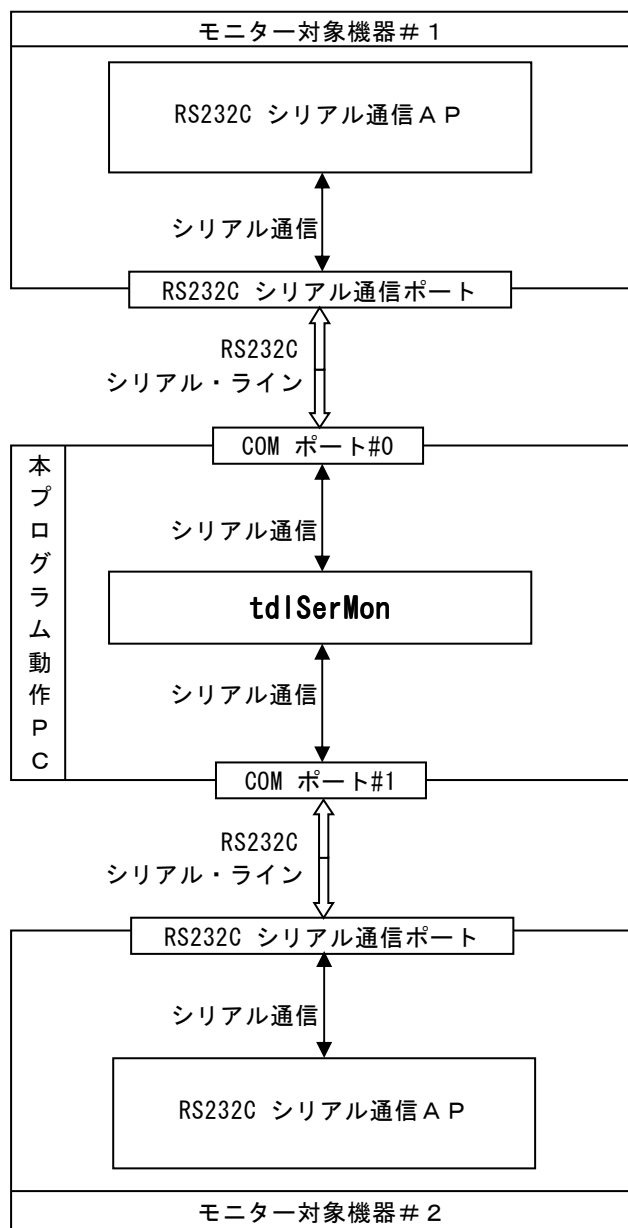 モニター対象機器＃１
RS232C シリアル通信ＡＰ
シリアル通信
RS232C シリアル通信ポート
RS232C
シリアル・ライン
COM ポート#0
本プログラム動作ＰＣ
シリアル通信
tdlSerMon
シリアル通信
COM ポート#1
RS232C
シリアル・ライン
RS232C シリアル通信ポート
シリアル通信
RS232C シリアル通信ＡＰ
モニター対象機器＃２